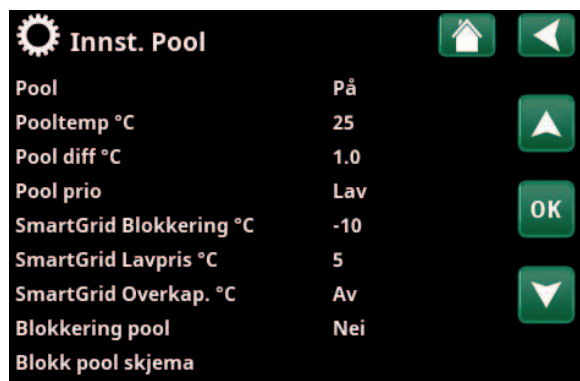 Innst. Pool
Pool På
Pooltemp °C 25
Pool diff °C 1.0
Pool prio Lav
OK
SmartGrid Blokkering °C -10
SmartGrid Lavpris °C 5
SmartGrid Overkap. °C Av
Blokkering pool Nei
Blokk pool skjema